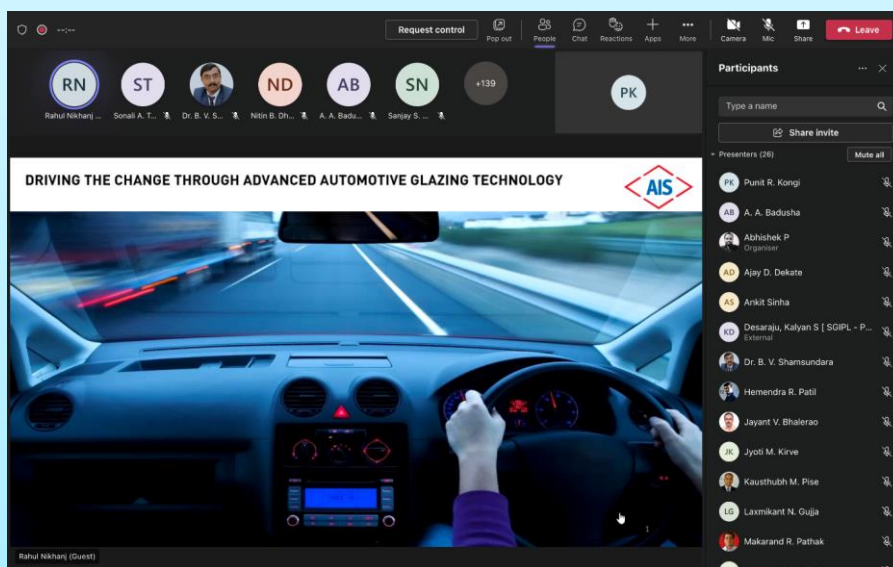 --:--
Request control
Pop out
People
Chat
Reactions
Apps
More
Camera
Mic
Share
Leave
RN
ST
ND
AB
SN
+139
PK
Rahul Nikhanj ...
Sonali A. T...
Dr. B. V. S...
Nitin B. Dh...
A. A. Badu...
Sanjay S. ...
DRIVING THE CHANGE THROUGH ADVANCED AUTOMOTIVE GLAZING TECHNOLOGY
AIS
1
Rahul Nikhanj (Guest)
Participants
Type a name
Share invite
Presenters (26)
Mute all
PK Punit R. Kongi
AB A. A. Badusha
Abhishek P
Organiser
AD Ajay D. Dekate
AS Ankit Sinha
KD Desaraju, Kalyan S [ SGIPL - P...
External
Dr. B. V. Shamsundara
Hemendra R. Patil
Jayant V. Bhalerao
JK Jyoti M. Kirve
Kausthubh M. Pise
LG Laxmikant N. Gujja
Makarand R. Pathak